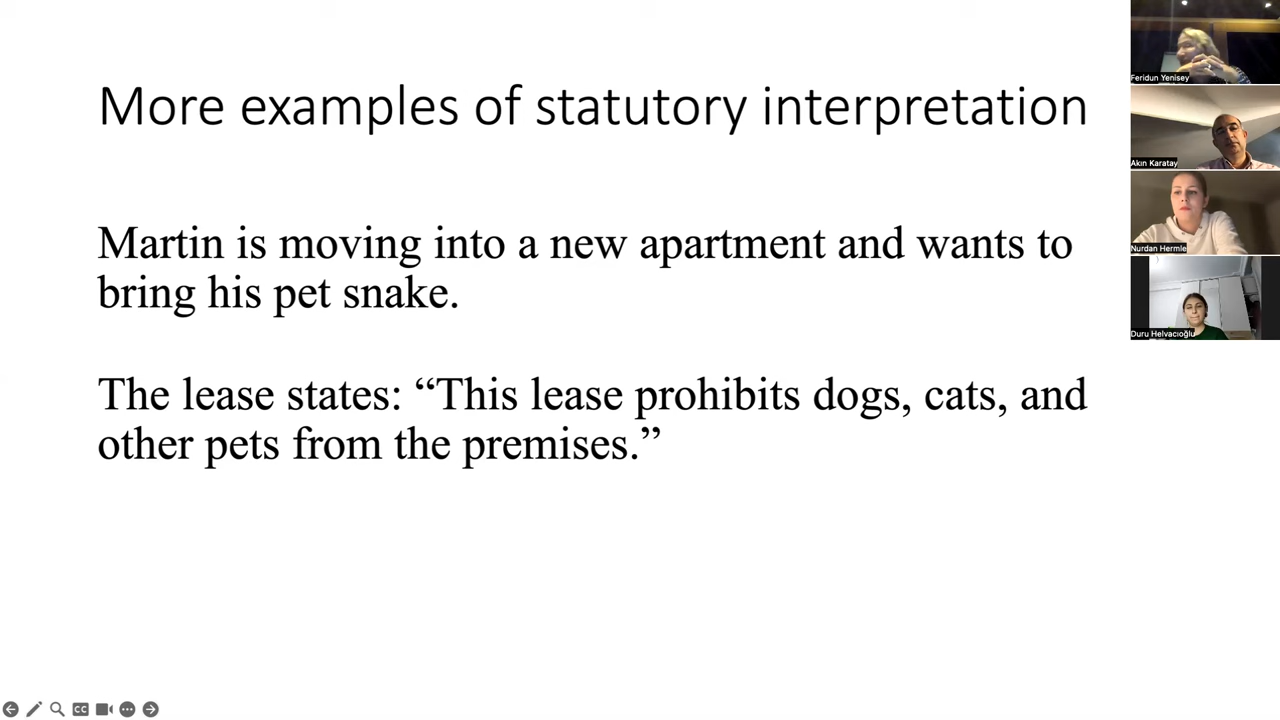 More examples of statutory interpretation
Martin is moving into a new apartment and wants to
bring his pet snake.
The lease states: “This lease prohibits dogs, cats, and
other pets from the premises.”
Feridun Yenisey
Akın Karatay
Nurdan Hermle
Duru Helvacıoğlu
CC